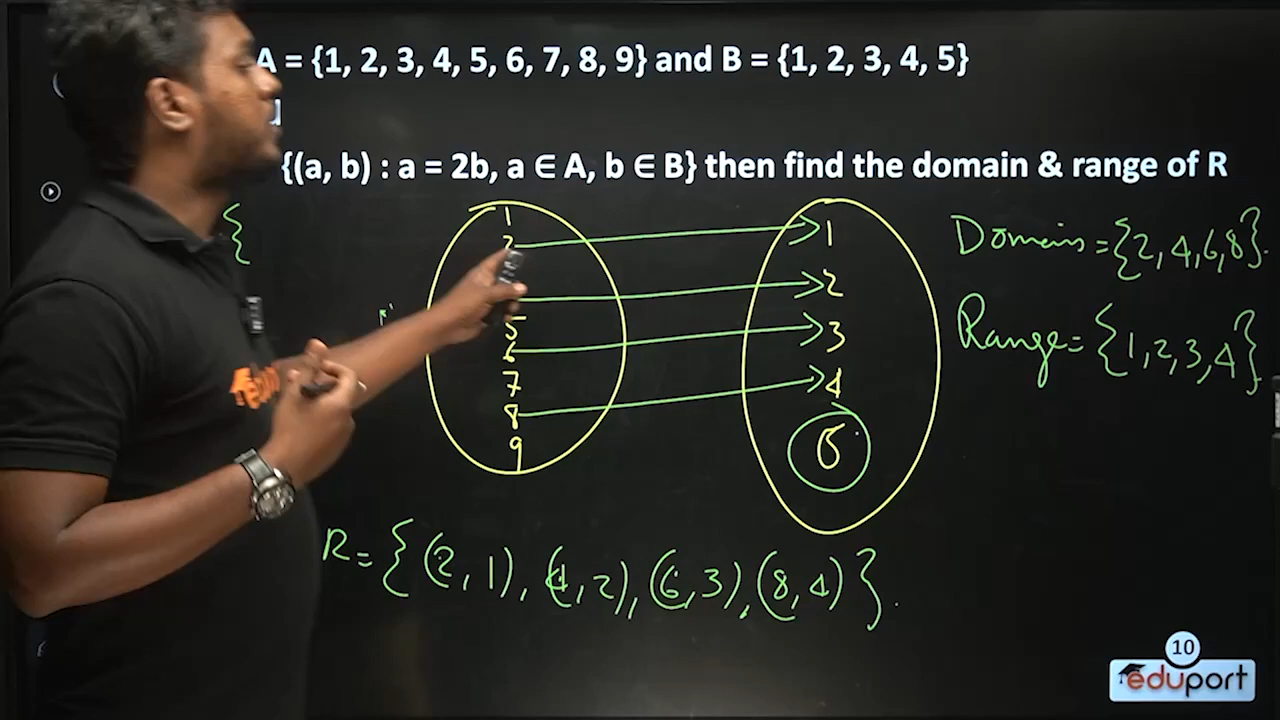 A = {1, 2, 3, 4, 5, 6, 7, 8, 9} and B = {1, 2, 3, 4, 5}
{(a, b) : a = 2b, a ∈ A, b ∈ B} then find the domain & range of R
{
1
2
5
6
7
8
9
1
2
3
4
5
Domain = {2, 4, 6, 8}.
Range = {1, 2, 3, 4}.
R = {(2, 1), (4, 2), (6, 3), (8, 4)}.
10
eduport